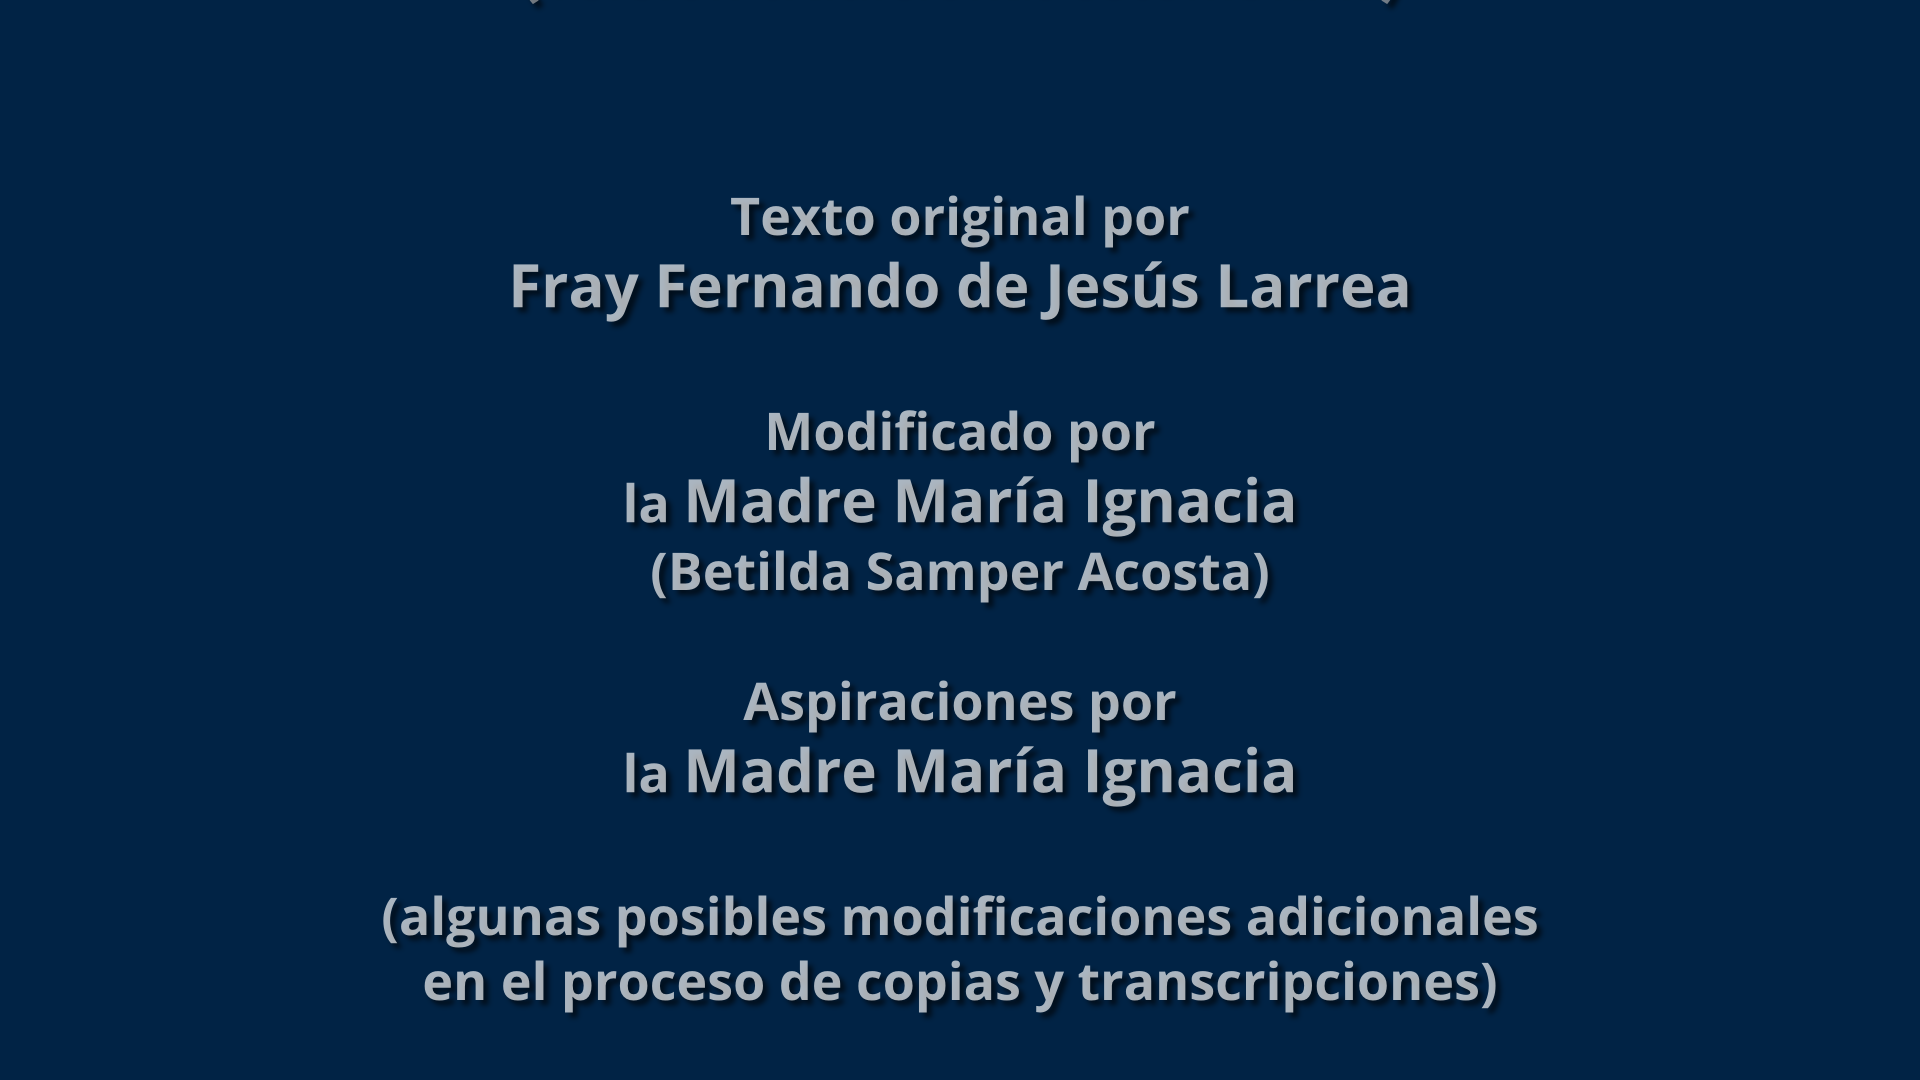 Texto original por
Fray Fernando de Jesús Larrea
Modificado por
la Madre María Ignacia
(Betilda Samper Acosta)
Aspiraciones por
la Madre María Ignacia
(algunas posibles modificaciones adicionales
en el proceso de copias y transcripciones)